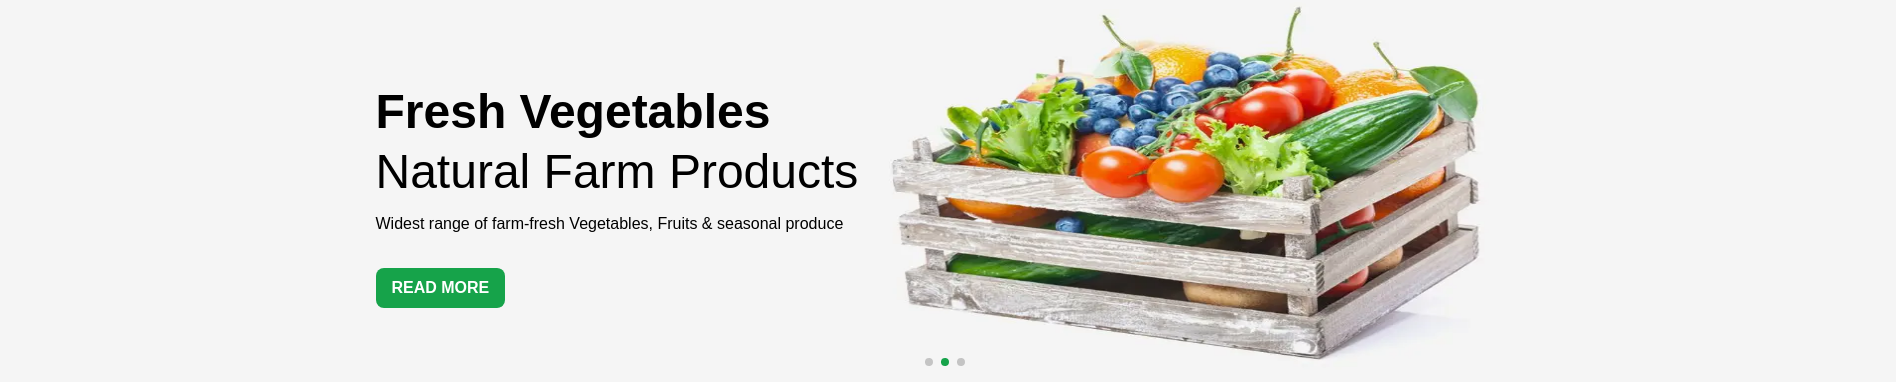 Fresh Vegetables
Natural Farm Products
Widest range of farm-fresh Vegetables, Fruits & seasonal produce
READ MORE